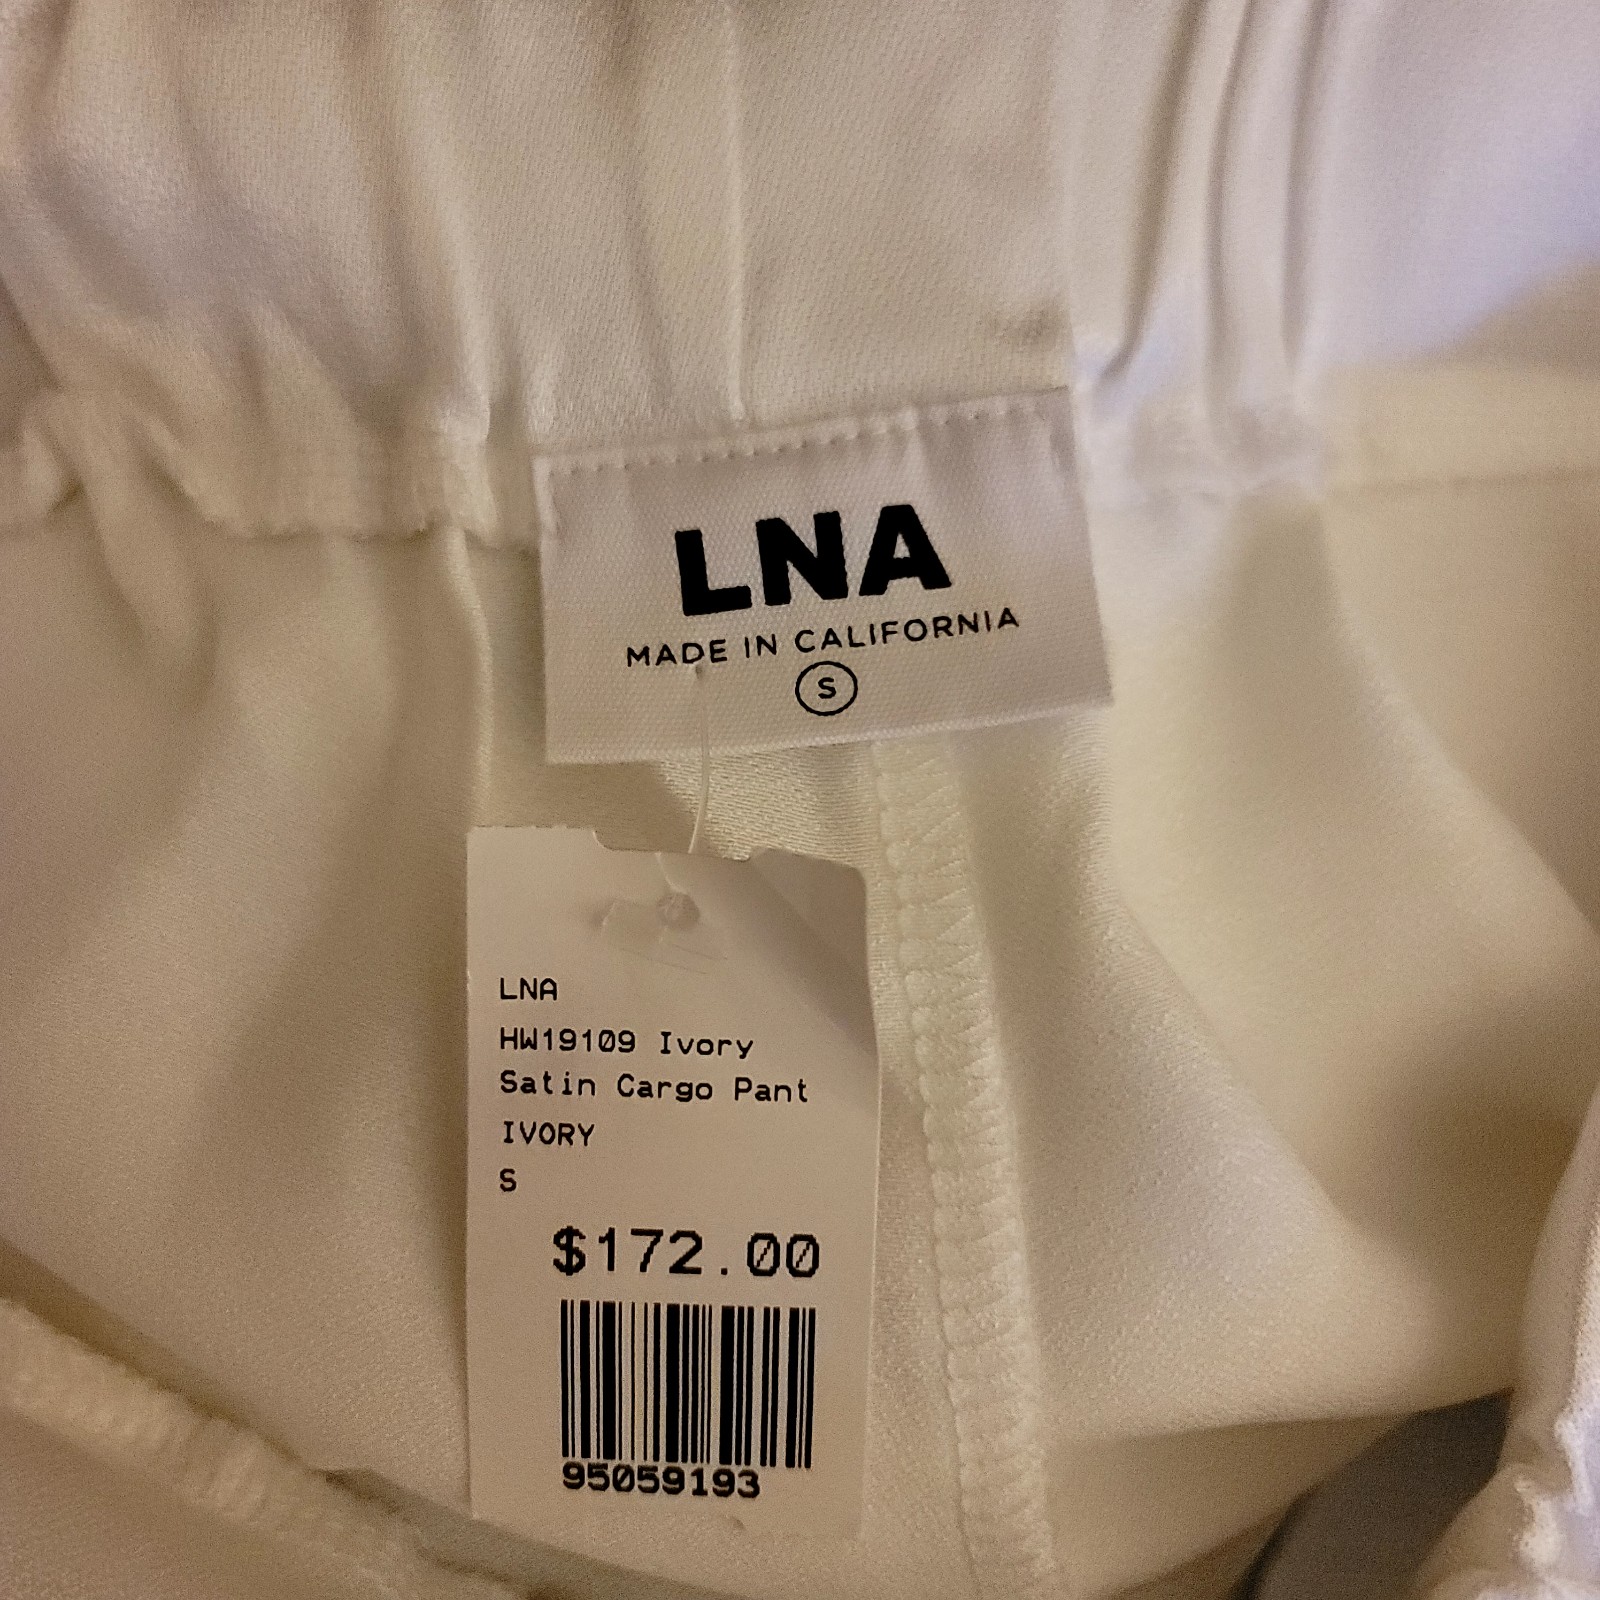 LNA
MADE IN CALIFORNIA
S
LNA
HW19109 Ivory
Satin Cargo Pant
IVORY
S
$172.00
95059193